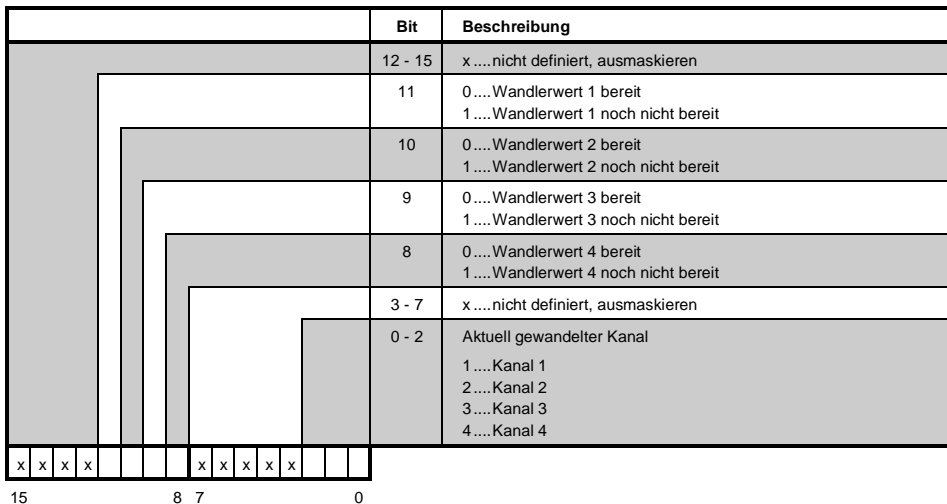 Bit Beschreibung
12 - 15 x ....nicht definiert, ausmaskieren
11 0....Wandlerwert 1 bereit
1....Wandlerwert 1 noch nicht bereit
10 0....Wandlerwert 2 bereit
1....Wandlerwert 2 noch nicht bereit
9 0....Wandlerwert 3 bereit
1....Wandlerwert 3 noch nicht bereit
8 0....Wandlerwert 4 bereit
1....Wandlerwert 4 noch nicht bereit
3 - 7 x ....nicht definiert, ausmaskieren
0 - 2 Aktuell gewandelter Kanal
1....Kanal 1
2....Kanal 2
3....Kanal 3
4....Kanal 4
x x x x x x x x x
15 8 7 0